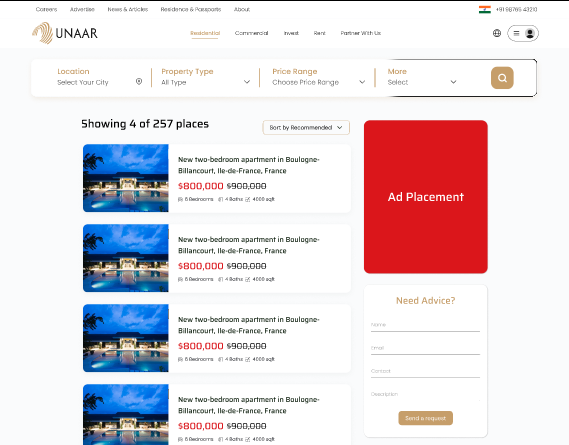 Careers Advertise News & Articles Residence & Passports About +91 98765 43210
UNAAR Residential Commercial Invest Rent Partner With Us
Location Property Type Price Range More
Select Your City All Type Choose Price Range Select
Showing 4 of 257 places Sort by Recommended
New two-bedroom apartment in Boulogne-
Billancourt, Ile-de-France, France
$800,000 $900,000
6 Bedrooms 4 Baths 4000 sqft
New two-bedroom apartment in Boulogne-
Billancourt, Ile-de-France, France
$800,000 $900,000
6 Bedrooms 4 Baths 4000 sqft
New two-bedroom apartment in Boulogne-
Billancourt, Ile-de-France, France
$800,000 $900,000
6 Bedrooms 4 Baths 4000 sqft
New two-bedroom apartment in Boulogne-
Billancourt, Ile-de-France, France
$800,000 $900,000
6 Bedrooms 4 Baths 4000 sqft
Ad Placement
Need Advice?
Name
Email
Contact
Description
Send a request